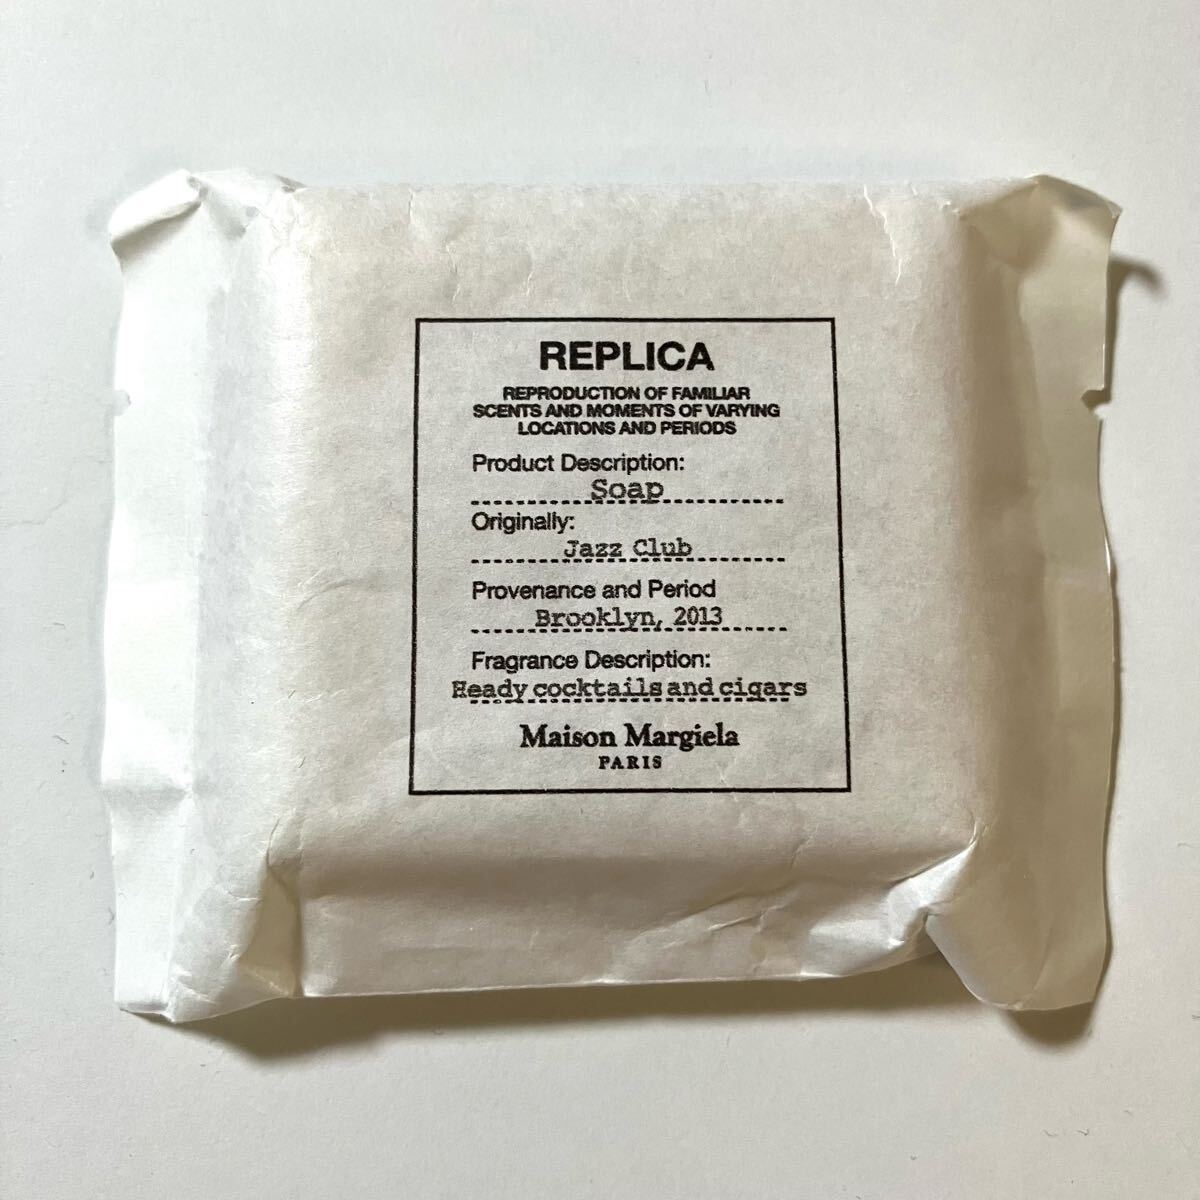 REPLICA
REPRODUCTION OF FAMILIAR
SCENTS AND MOMENTS OF VARYING
LOCATIONS AND PERIODS
Product Description:
Soap
Originally:
Jazz Club
Provenance and Period
Brooklyn, 2013
Fragrance Description:
Heady cocktails and cigars
Maison Margiela
PARIS